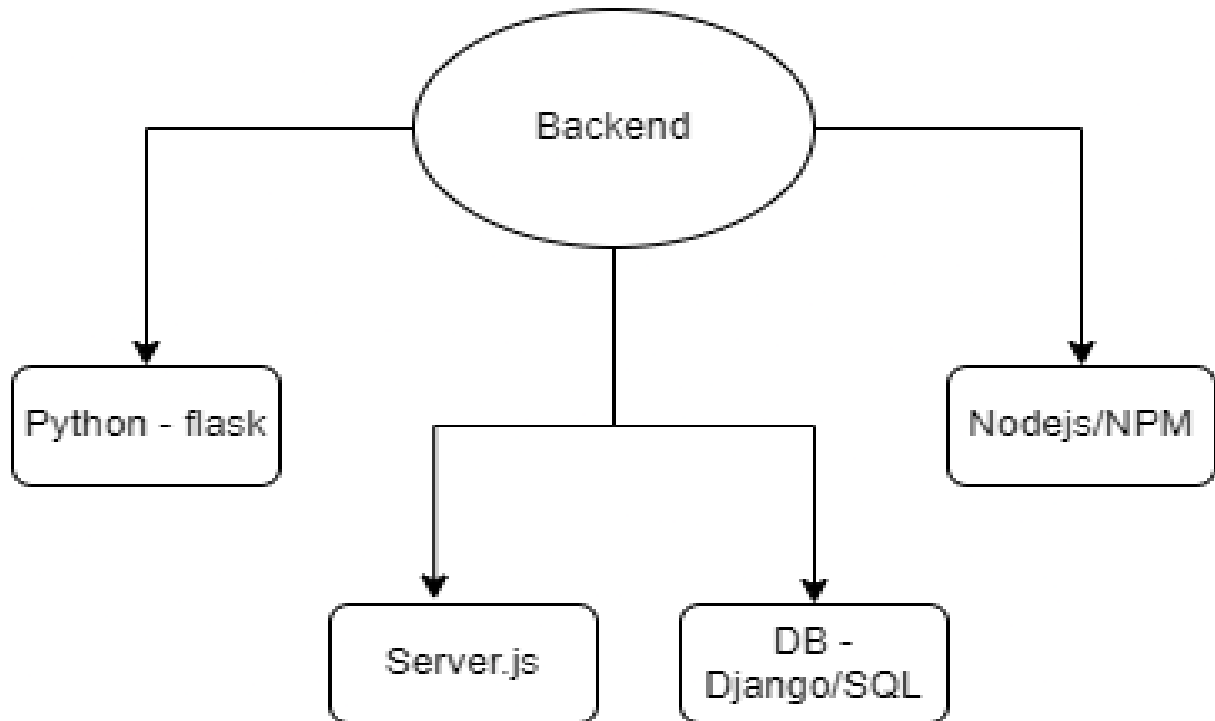 Backend
Python - flask
Nodejs/NPM
Server.js
DB -
Django/SQL